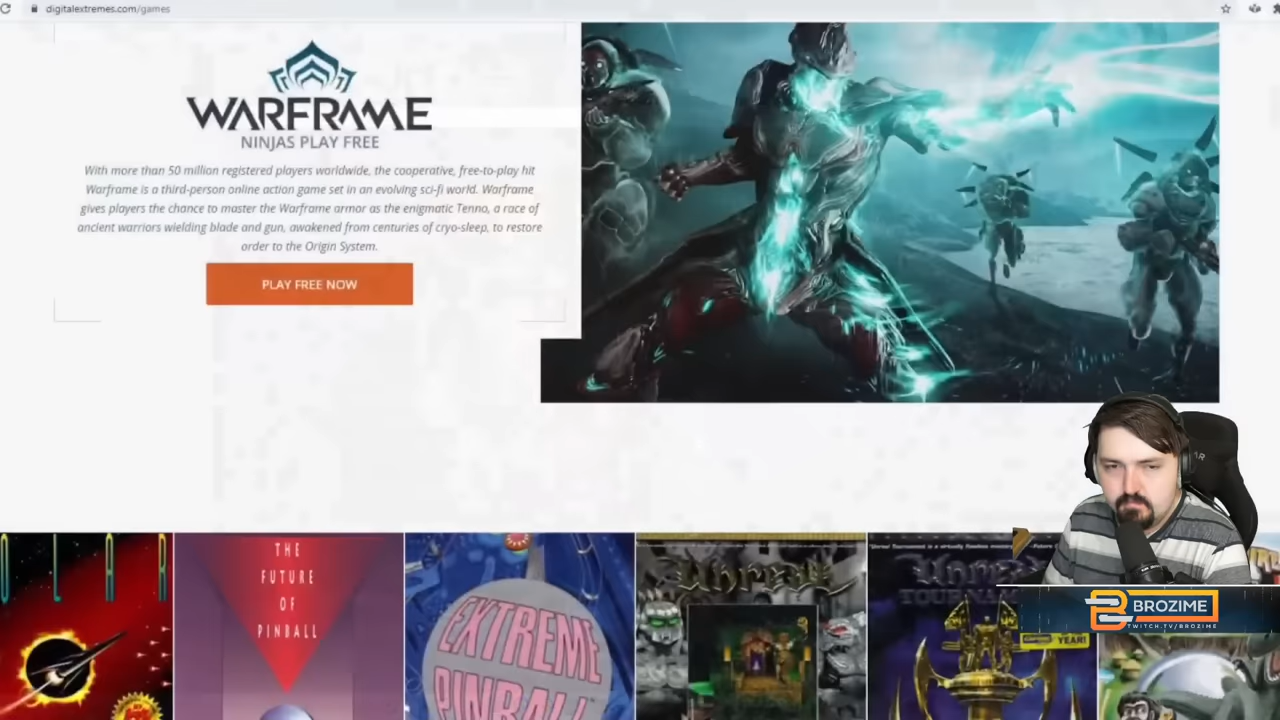 digitalextremes.com/games
WARFRAME
NINJAS PLAY FREE
With more than 50 million registered players worldwide, the cooperative, free-to-play hit
Warframe is a third-person online action game set in an evolving sci-fi world. Warframe
gives players the chance to master the Warframe armor as the enigmatic Tenno, a race of
ancient warriors wielding blade and gun, awakened from centuries of cryo-sleep, to restore
order to the Origin System.
PLAY FREE NOW
OLAR
THE
FUTURE
OF
PINBALL
EXTREME
PINBALL
Unreal
Unreal
YEAR!
BROZIME
TWITCH.TV/BROZIME